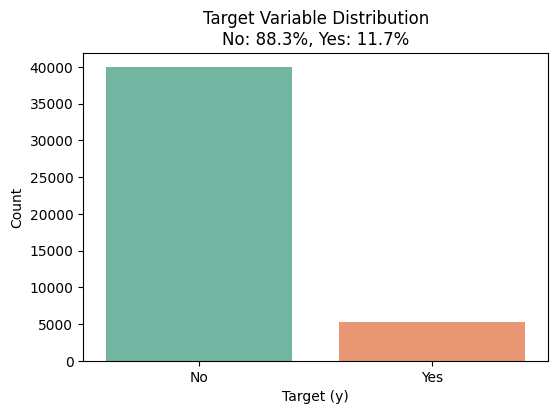 Target Variable Distribution
No: 88.3%, Yes: 11.7%
40000
35000
30000
25000
20000
15000
10000
5000
0
Count
No
Yes
Target (y)